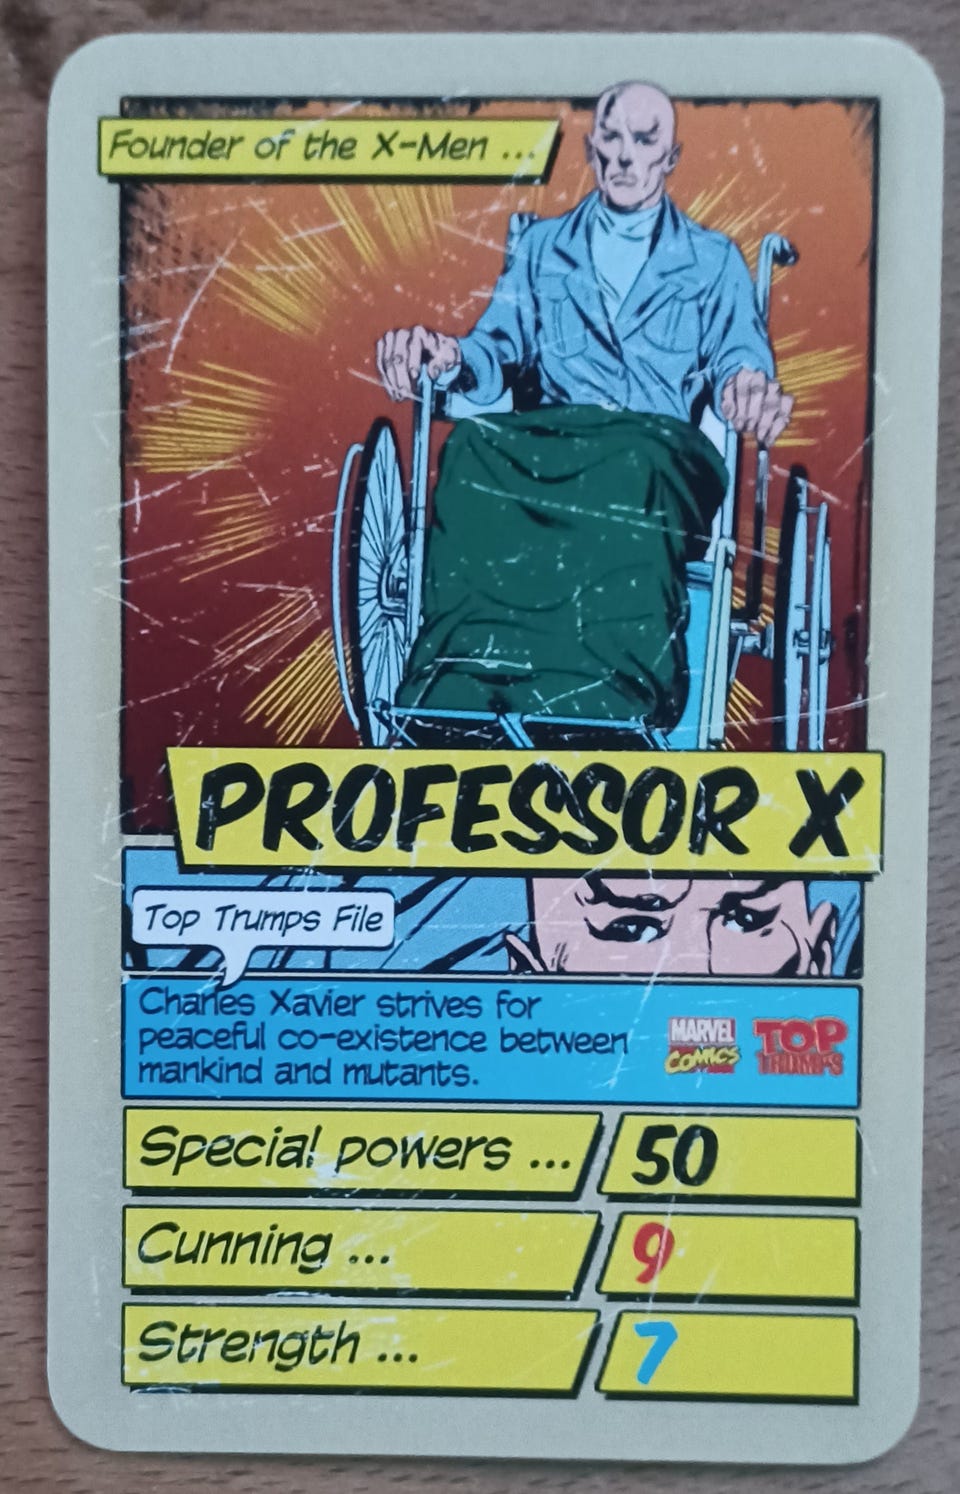 Founder of the X-Men ...
PROFESSOR X
Top Trumps File
Charles Xavier strives for
peaceful co-existence between
mankind and mutants.
MARVEL
COMICS
TOP
TRUMPS
Special powers ... 50
Cunning ... 9
Strength ... 7